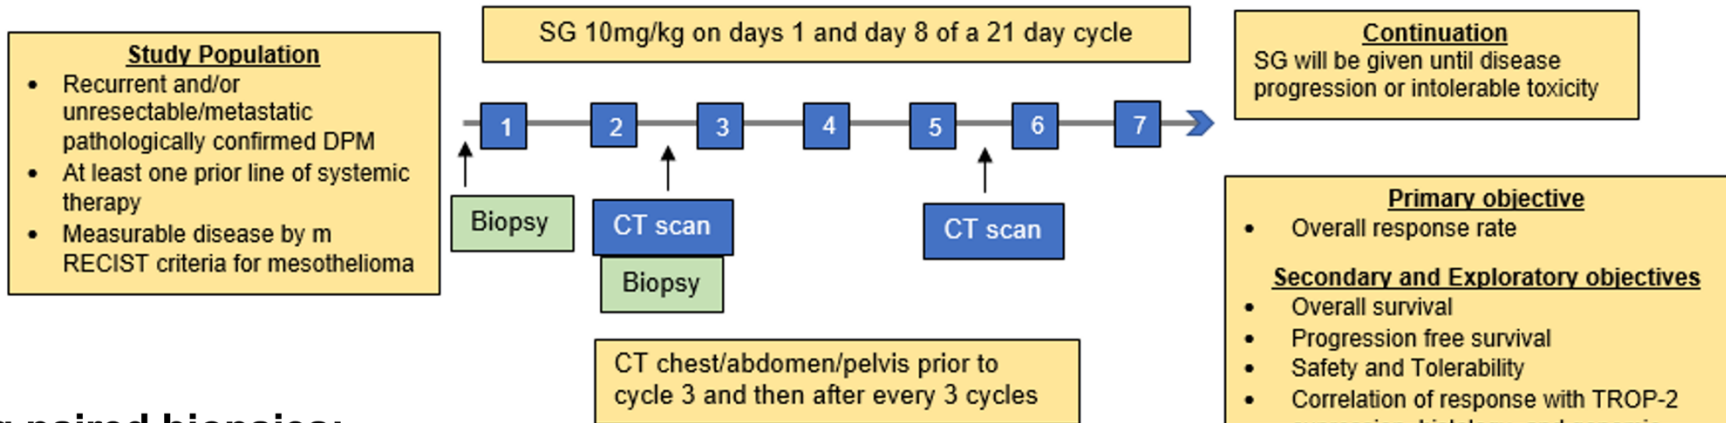 Study Population
• Recurrent and/or
unresectable/metastatic
pathologically confirmed DPM
• At least one prior line of systemic
therapy
• Measurable disease by m
RECIST criteria for mesothelioma
SG 10mg/kg on days 1 and day 8 of a 21 day cycle
1 2 3 4 5 6 7
Biopsy
CT scan
Biopsy
CT scan
CT chest/abdomen/pelvis prior to
cycle 3 and then after every 3 cycles
Continuation
SG will be given until disease
progression or intolerable toxicity
Primary objective
• Overall response rate
Secondary and Exploratory objectives
• Overall survival
• Progression free survival
• Safety and Tolerability
• Correlation of response with TROP-2
paired biopsies: